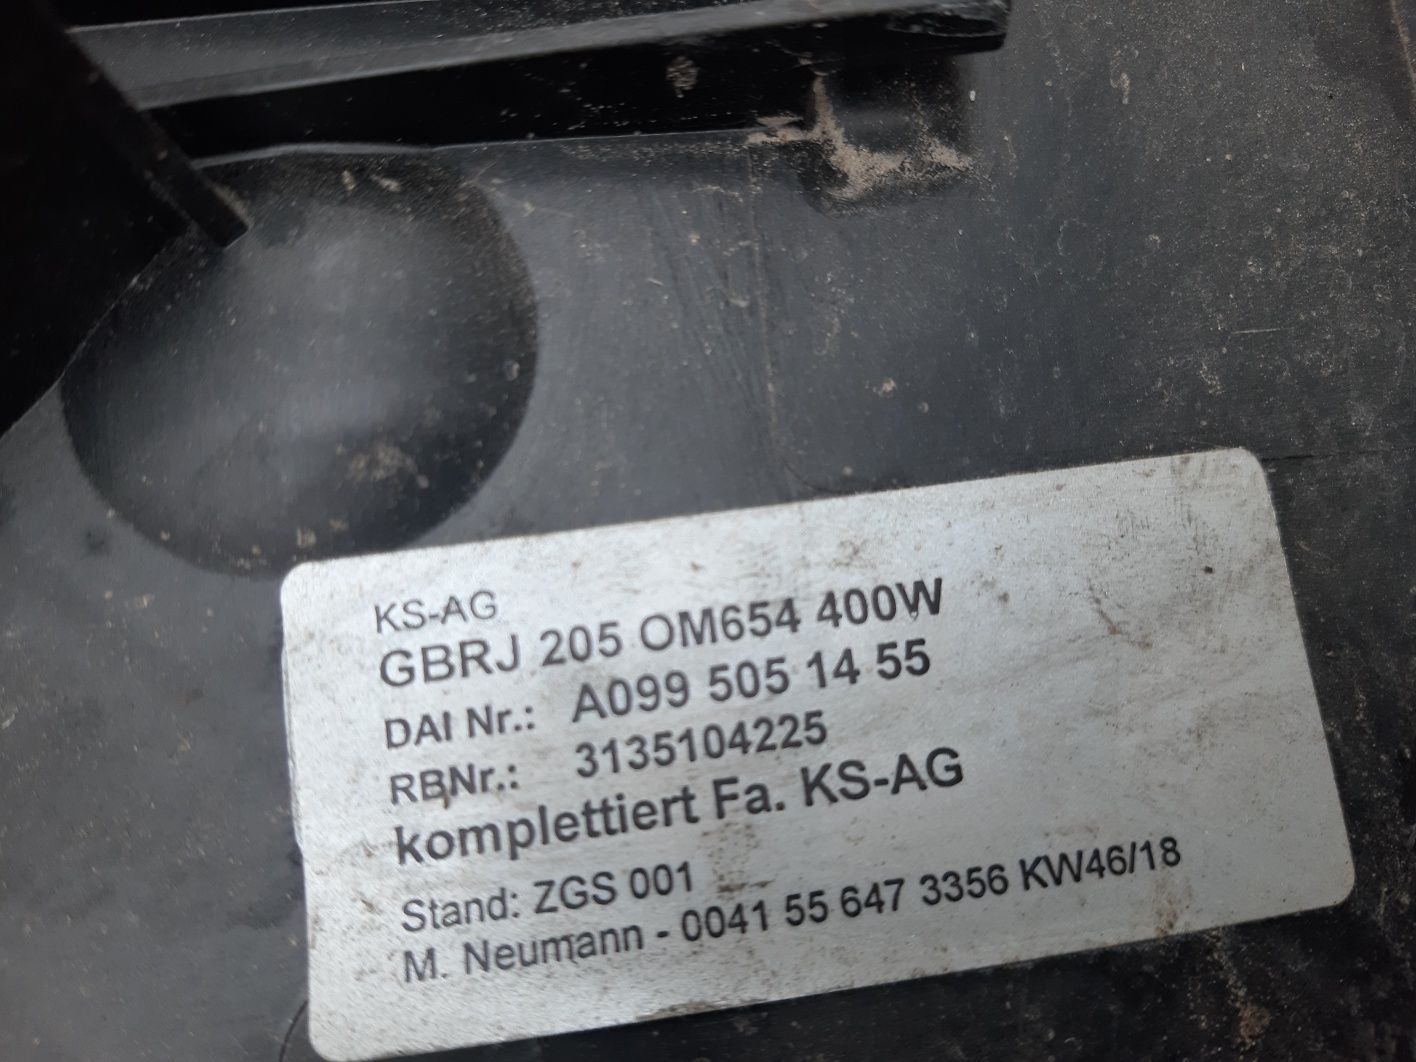 KS-AG
GBRJ 205 OM654 400W
DAI Nr.: A099 505 14 55
RBNr.: 3135104225
komplettiert Fa. KS-AG
Stand: ZGS 001
M. Neumann - 0041 55 647 3356 KW46/18